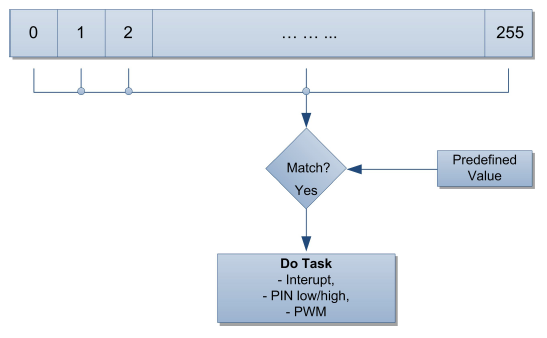 0 1 2 ... ... ... 255
Match?
Yes
Predefined
Value
Do Task
- Interupt,
- PIN low/high,
- PWM